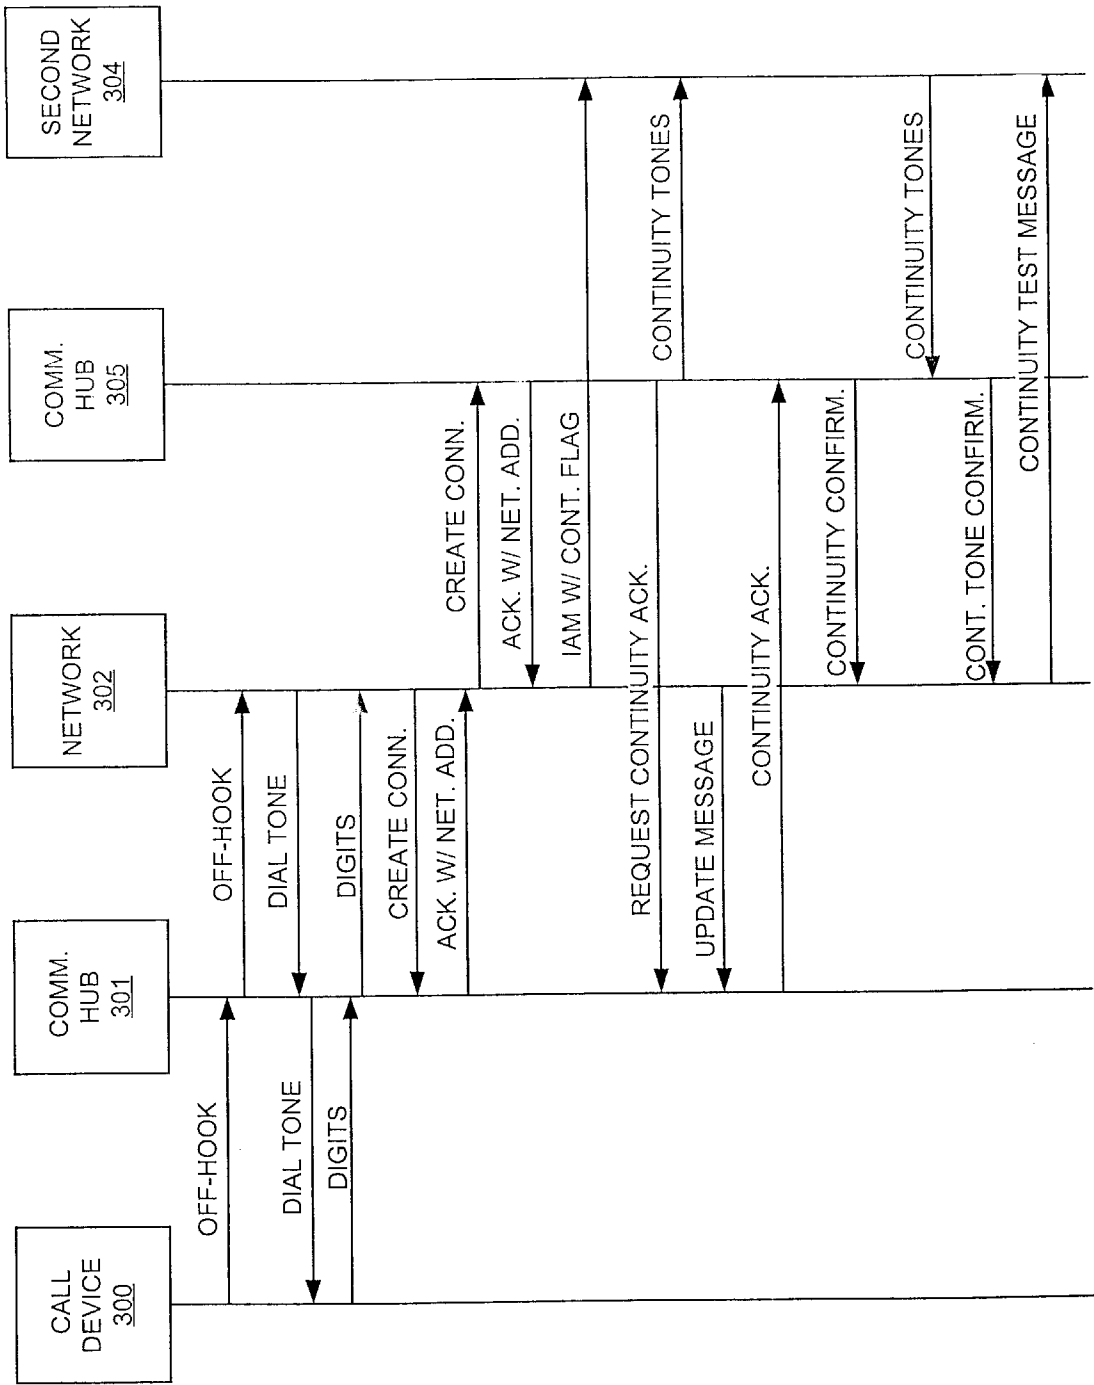 CALL
DEVICE
300
COMM.
HUB
301
NETWORK
302
COMM.
HUB
305
SECOND
NETWORK
304
OFF-HOOK
OFF-HOOK
DIAL TONE
DIAL TONE
DIGITS
DIGITS
CREATE CONN.
ACK. W/ NET. ADD.
CREATE CONN.
ACK. W/ NET. ADD.
IAM W/ CONT. FLAG
REQUEST CONTINUITY ACK.
CONTINUITY TONES
UPDATE MESSAGE
CONTINUITY ACK.
CONTINUITY CONFIRM.
CONTINUITY TONES
CONT. TONE CONFIRM.
CONTINUITY TEST MESSAGE